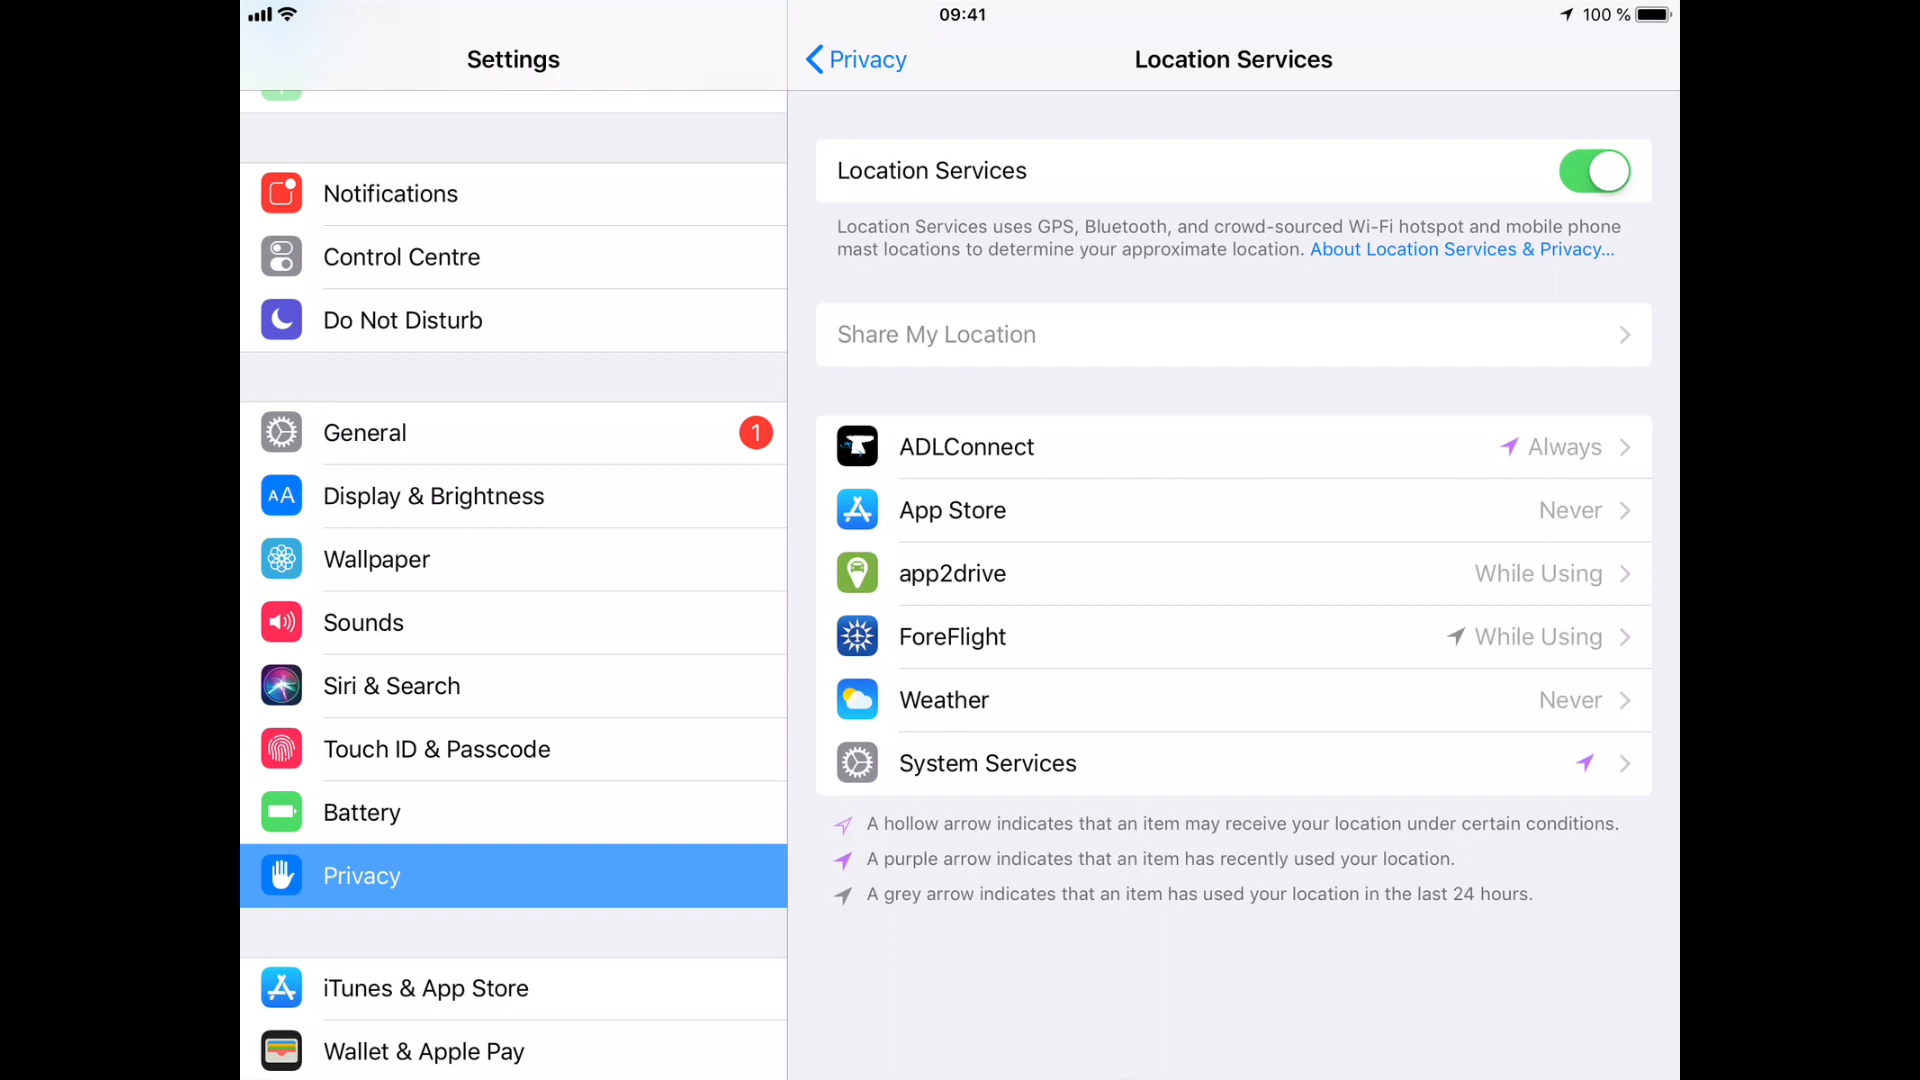 09:41
100 %
Settings
Privacy
Location Services
Notifications
Control Centre
Do Not Disturb
General
1
AA
Display & Brightness
Wallpaper
Sounds
Siri & Search
Touch ID & Passcode
Battery
Privacy
iTunes & App Store
Wallet & Apple Pay
Location Services
Location Services uses GPS, Bluetooth, and crowd-sourced Wi-Fi hotspot and mobile phone
mast locations to determine your approximate location. About Location Services & Privacy...
Share My Location
ADLConnect
Always
App Store
Never
app2drive
While Using
ForeFlight
While Using
Weather
Never
System Services
A hollow arrow indicates that an item may receive your location under certain conditions.
A purple arrow indicates that an item has recently used your location.
A grey arrow indicates that an item has used your location in the last 24 hours.